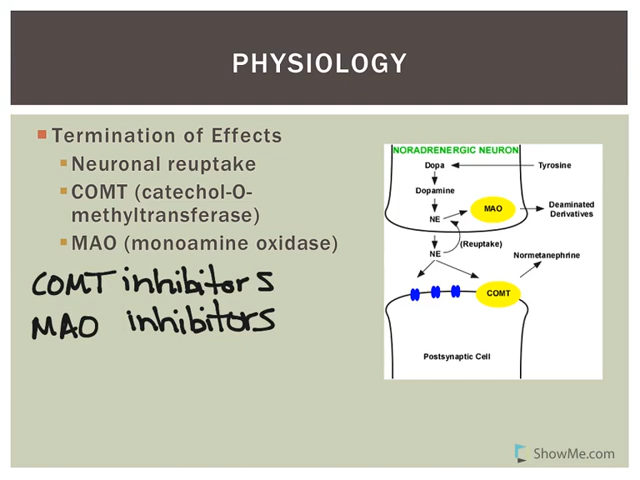 PHYSIOLOGY
Termination of Effects
Neuronal reuptake
COMT (catechol-O-
methyltransferase)
MAO (monoamine oxidase)
COMT inhibitors
MAO inhibitors
NORADRENERGIC NEURON
Dopa
Tyrosine
Dopamine
MAO
Deaminated
Derivatives
NE
(Reuptake)
NE
Normetanephrine
COMT
Postsynaptic Cell
ShowMe.com